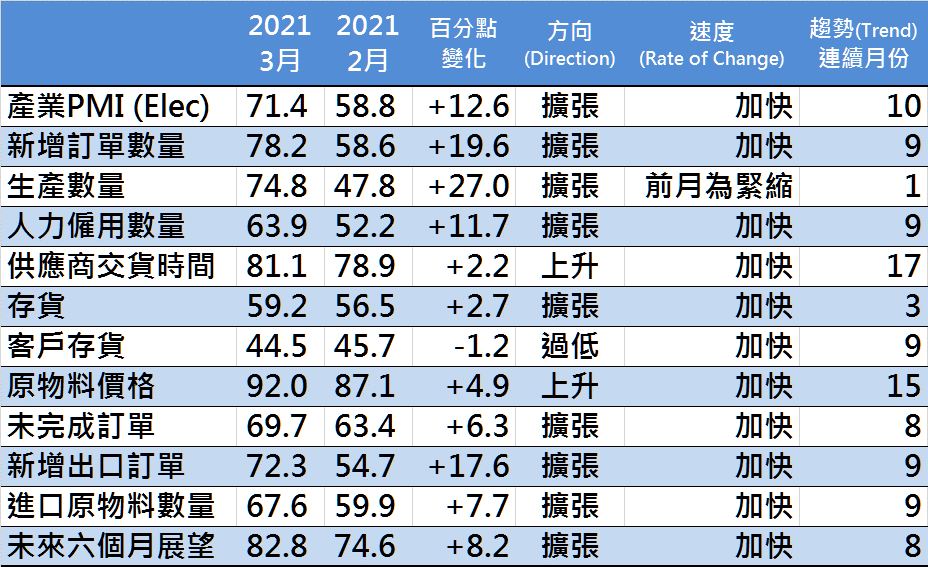 2021 3月 2021 2月 百分點變化 方向(Direction) 速度(Rate of Change) 趨勢(Trend)連續月份
產業PMI (Elec) 71.4 58.8 +12.6 擴張 加快 10
新增訂單數量 78.2 58.6 +19.6 擴張 加快 9
生產數量 74.8 47.8 +27.0 擴張 前月為緊縮 1
人力僱用數量 63.9 52.2 +11.7 擴張 加快 9
供應商交貨時間 81.1 78.9 +2.2 上升 加快 17
存貨 59.2 56.5 +2.7 擴張 加快 3
客戶存貨 44.5 45.7 -1.2 過低 加快 9
原物料價格 92.0 87.1 +4.9 上升 加快 15
未完成訂單 69.7 63.4 +6.3 擴張 加快 8
新增出口訂單 72.3 54.7 +17.6 擴張 加快 9
進口原物料數量 67.6 59.9 +7.7 擴張 加快 9
未來六個月展望 82.8 74.6 +8.2 擴張 加快 8